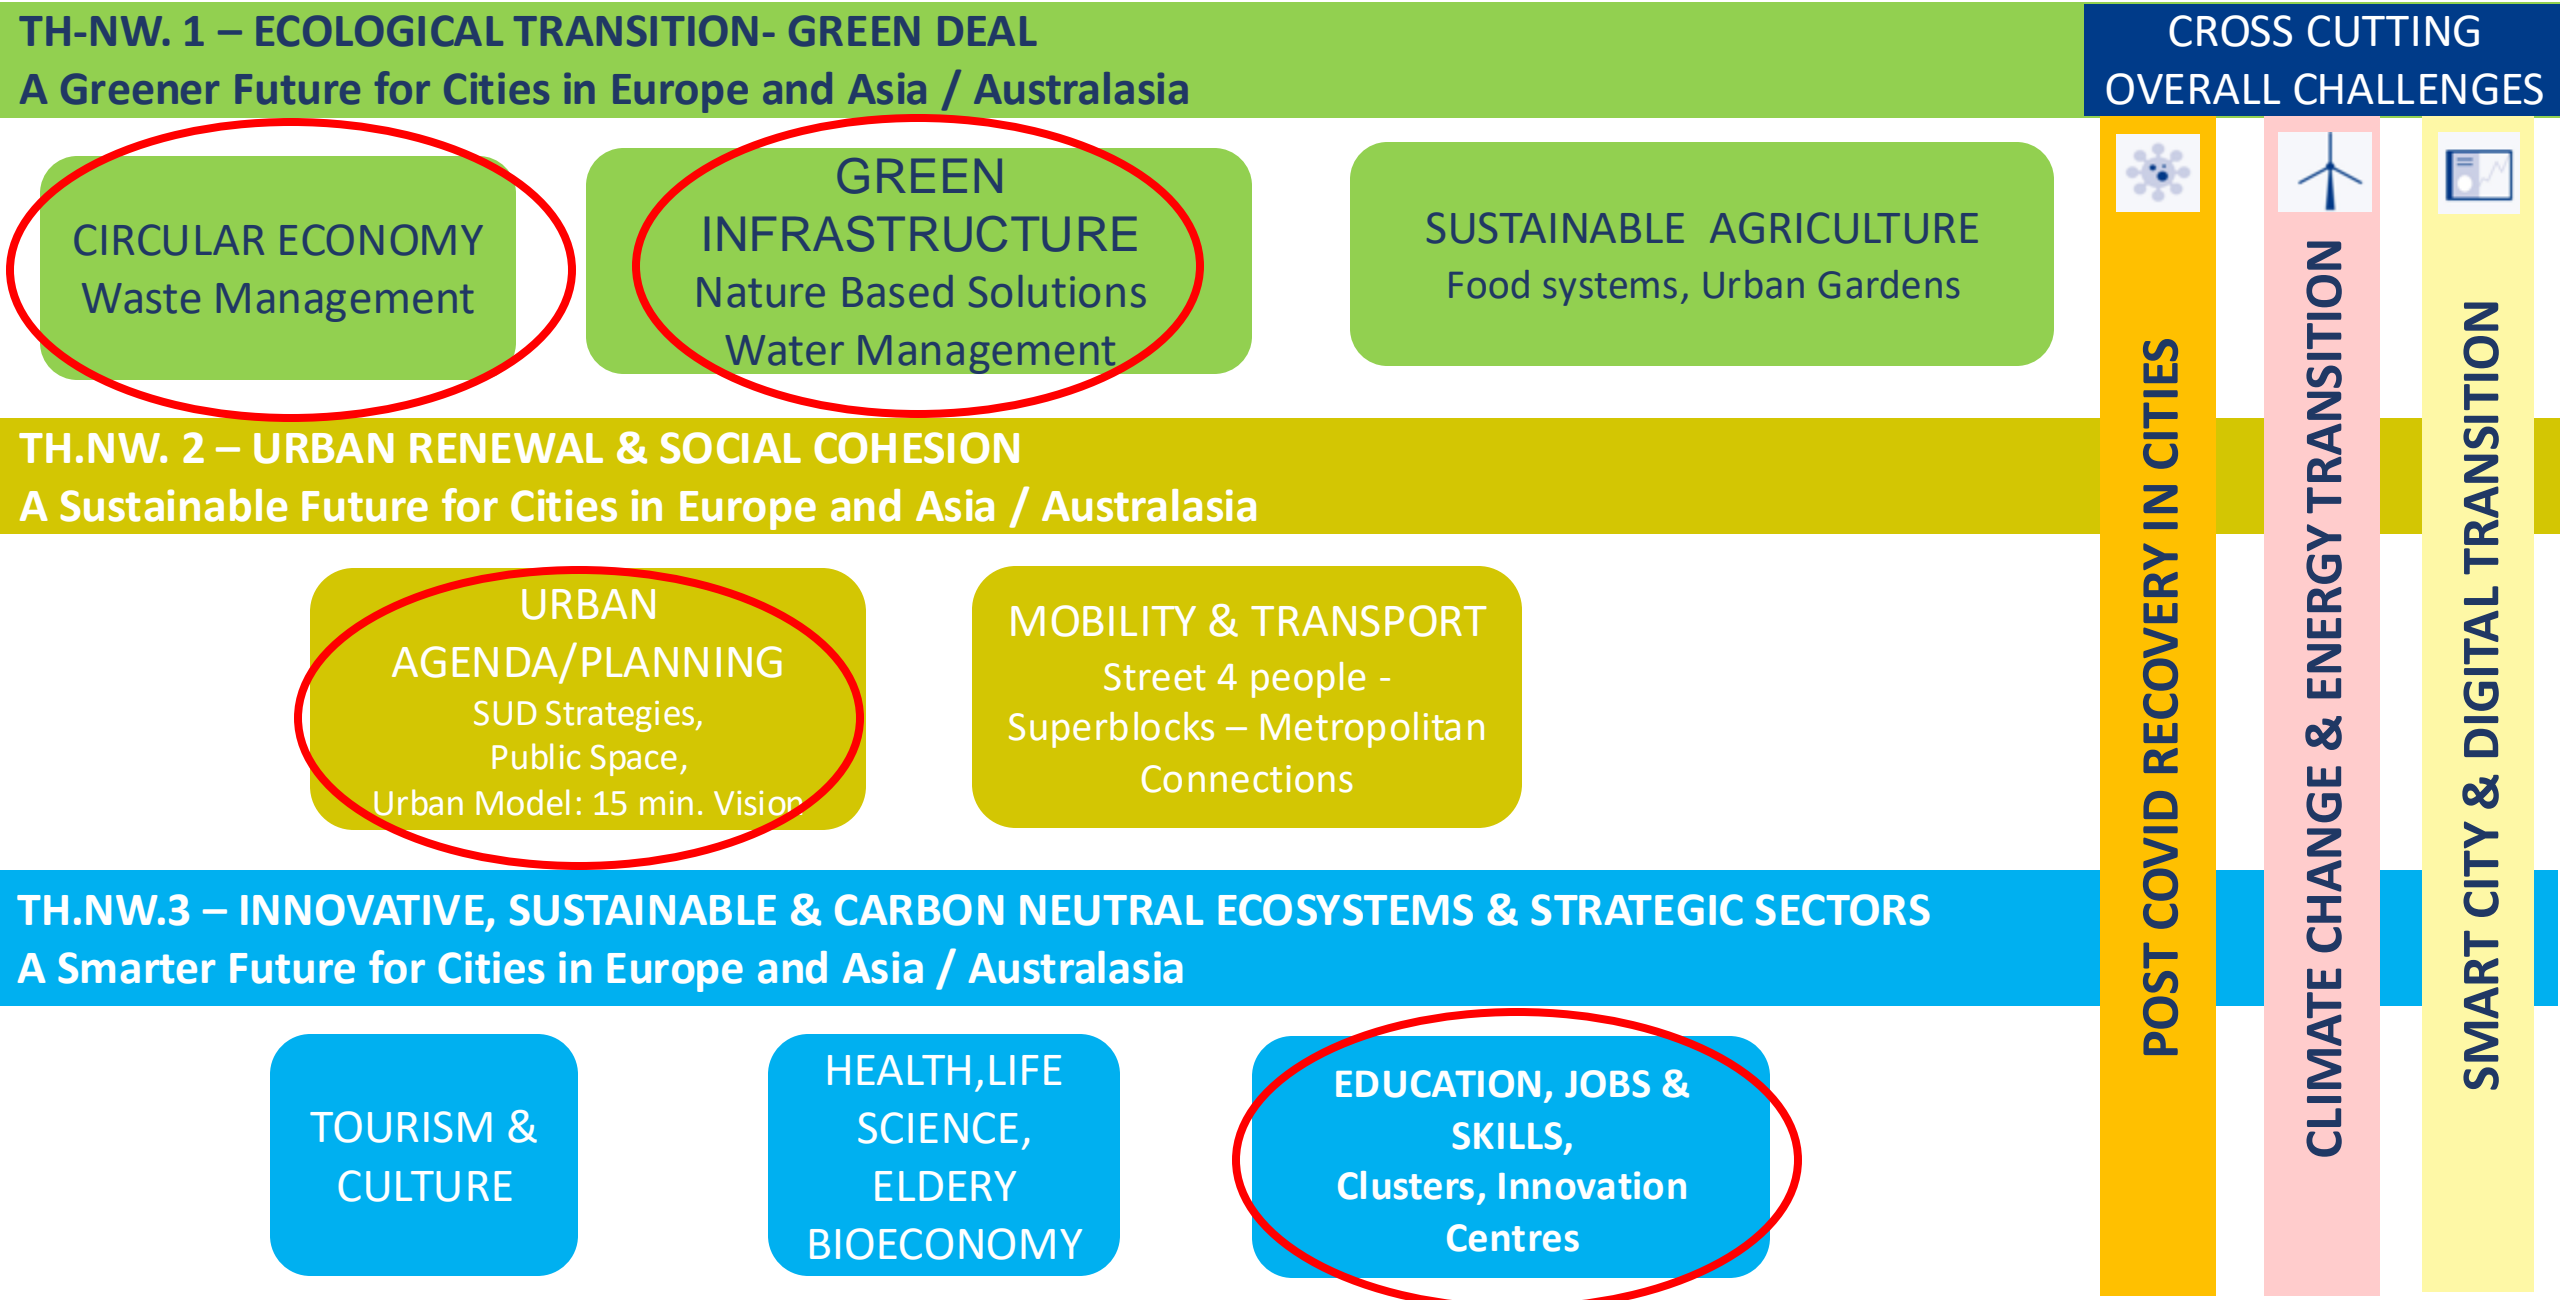 TH-NW. 1 – ECOLOGICAL TRANSITION- GREEN DEAL
A Greener Future for Cities in Europe and Asia / Australasia
CROSS CUTTING
OVERALL CHALLENGES
CIRCULAR ECONOMY
Waste Management
GREEN
INFRASTRUCTURE
Nature Based Solutions
Water Management
SUSTAINABLE AGRICULTURE
Food systems, Urban Gardens
TH.NW. 2 – URBAN RENEWAL & SOCIAL COHESION
A Sustainable Future for Cities in Europe and Asia / Australasia
URBAN
AGENDA/PLANNING
SUD Strategies,
Public Space,
Urban Model: 15 min. Vision
MOBILITY & TRANSPORT
Street 4 people -
Superblocks – Metropolitan
Connections
TH.NW.3 – INNOVATIVE, SUSTAINABLE & CARBON NEUTRAL ECOSYSTEMS & STRATEGIC SECTORS
A Smarter Future for Cities in Europe and Asia / Australasia
TOURISM &
CULTURE
HEALTH,LIFE
SCIENCE,
ELDERY
BIOECONOMY
EDUCATION, JOBS &
SKILLS,
Clusters, Innovation
Centres
POST COVID RECOVERY IN CITIES
CLIMATE CHANGE & ENERGY TRANSITION
SMART CITY & DIGITAL TRANSITION